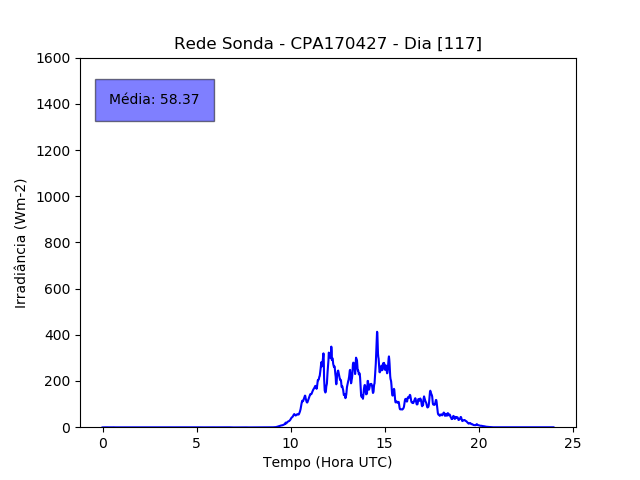 Rede Sonda - CPA170427 - Dia [117]
1600
1400
1200
1000
800
600
400
200
0
Irradiância (Wm-2)
Média: 58.37
0 5 10 15 20 25
Tempo (Hora UTC)